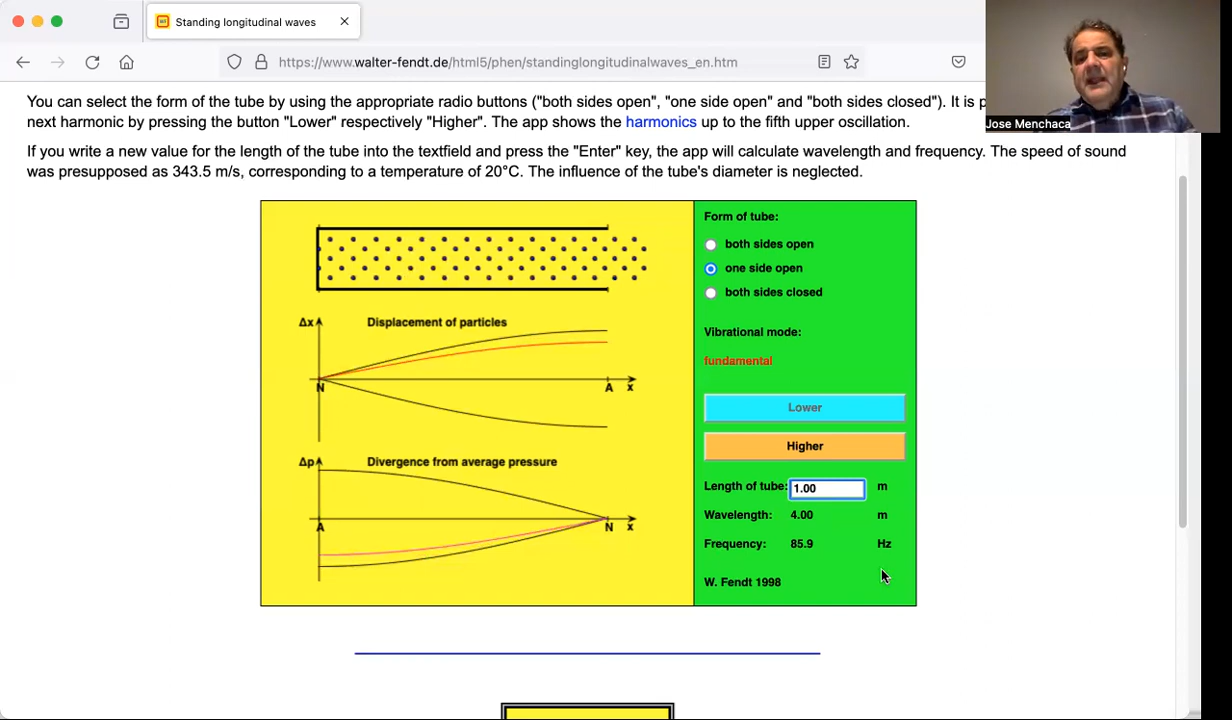 Standing longitudinal waves
https://www.walter-fendt.de/html5/phen/standinglongitudinalwaves_en.htm
Jose Menchaca
You can select the form of the tube by using the appropriate radio buttons ("both sides open", "one side open" and "both sides closed"). It is p
next harmonic by pressing the button "Lower" respectively "Higher". The app shows the harmonics up to the fifth upper oscillation.
If you write a new value for the length of the tube into the textfield and press the "Enter" key, the app will calculate wavelength and frequency. The speed of sound
was presupposed as 343.5 m/s, corresponding to a temperature of 20°C. The influence of the tube's diameter is neglected.
Δx Displacement of particles
N A x
Δp Divergence from average pressure
A N x
Form of tube:
both sides open
one side open
both sides closed
Vibrational mode:
fundamental
Lower
Higher
Length of tube: 1.00 m
Wavelength: 4.00 m
Frequency: 85.9 Hz
W. Fendt 1998